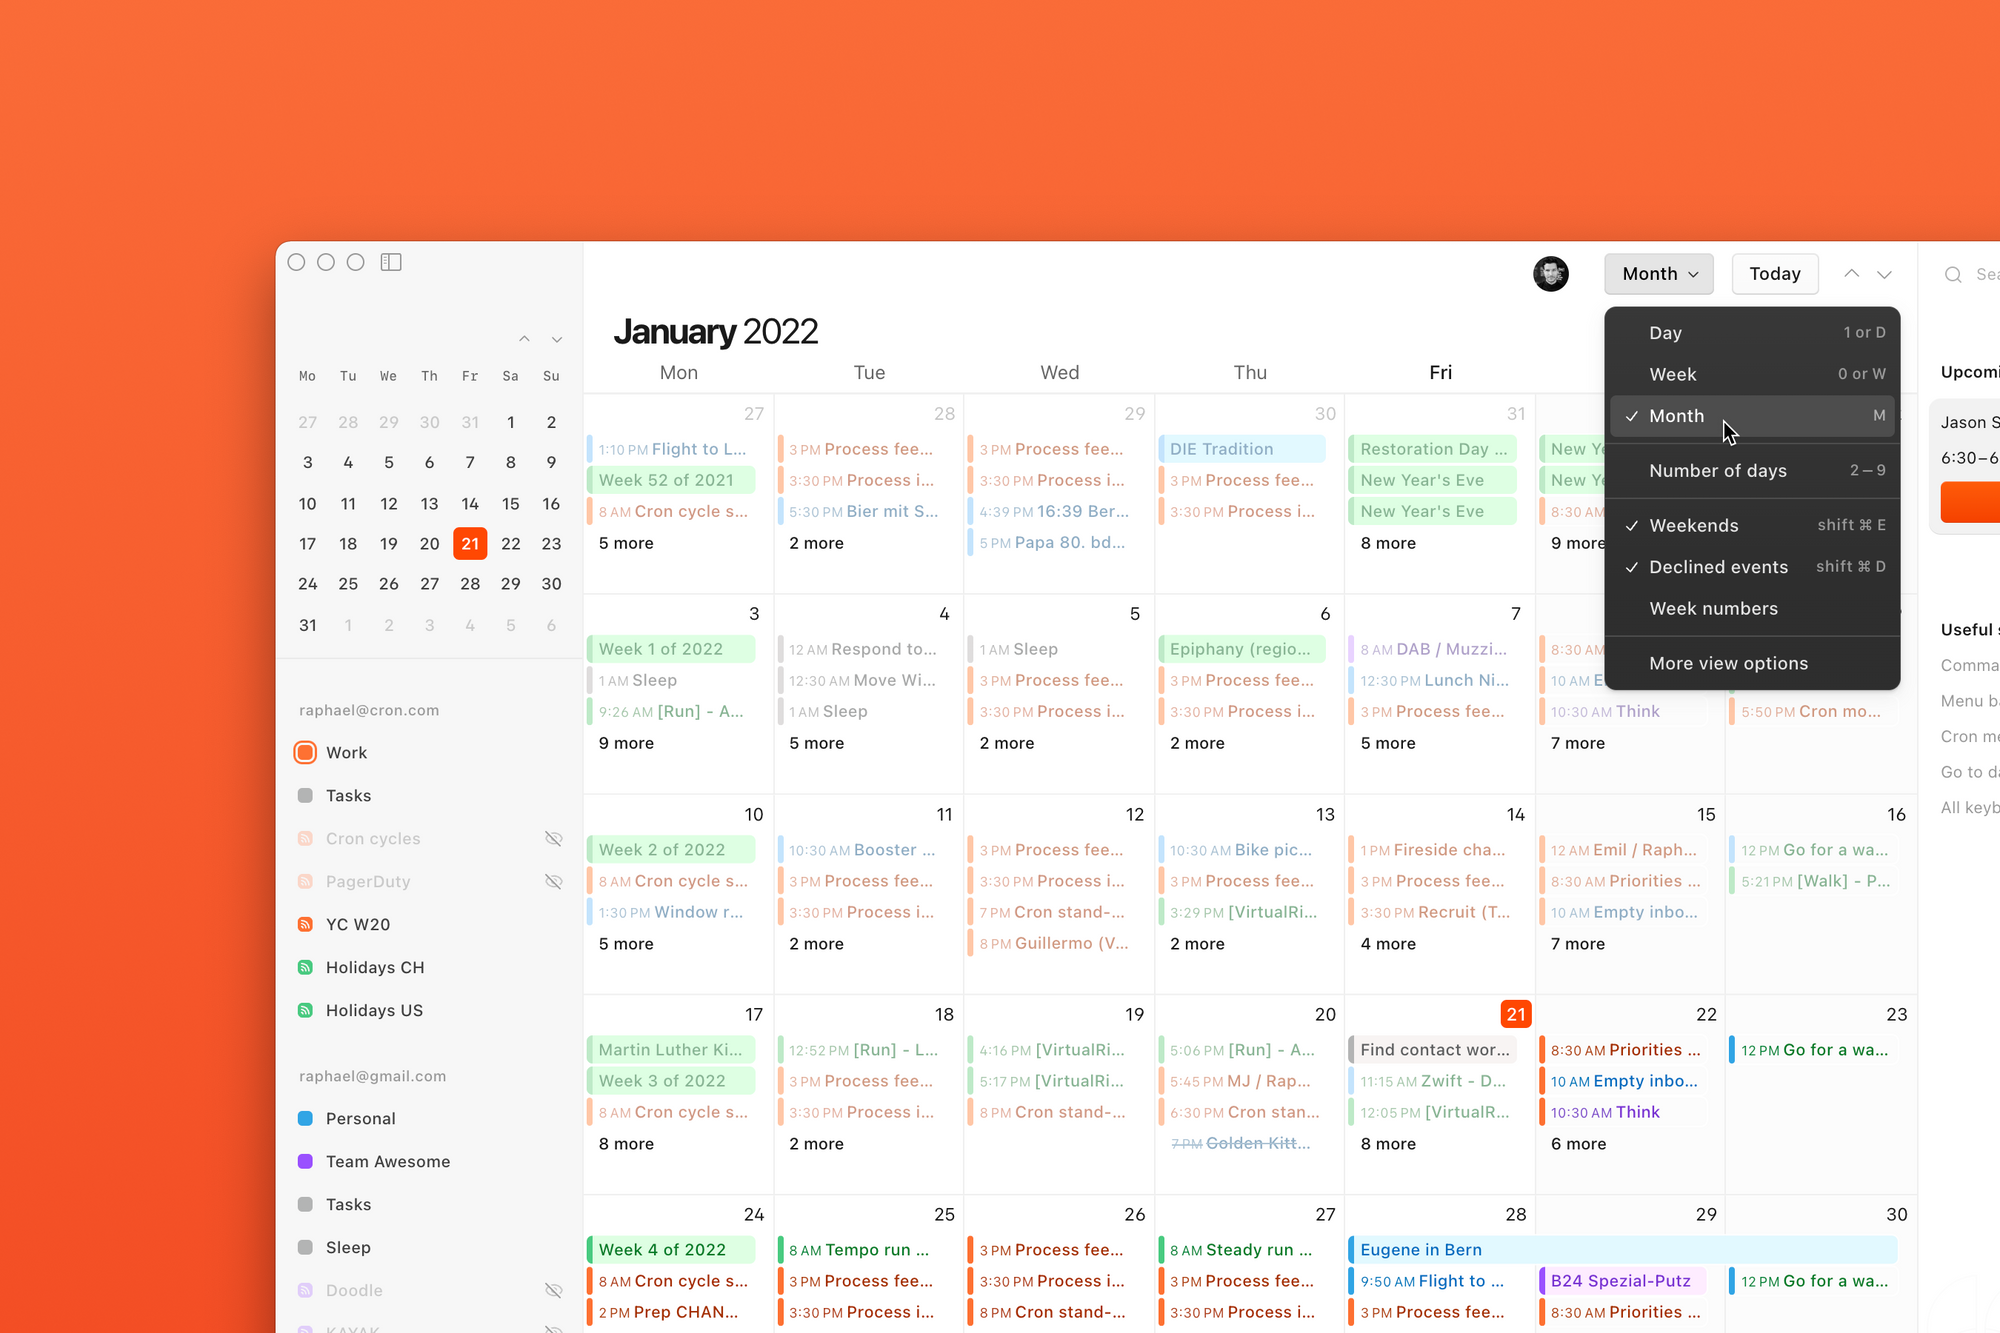 Month
Today
January 2022
Mon Tue Wed Thu Fri
Day 1 or D
Week 0 or W
Month M
Number of days 2 – 9
Weekends shift ⌘ E
Declined events shift ⌘ D
Week numbers
More view options
Mo Tu We Th Fr Sa Su
27 28 29 30 31 1 2
3 4 5 6 7 8 9
10 11 12 13 14 15 16
17 18 19 20 21 22 23
24 25 26 27 28 29 30
31 1 2 3 4 5 6
raphael@cron.com
Work
Tasks
Cron cycles
PagerDuty
YC W20
Holidays CH
Holidays US
raphael@gmail.com
Personal
Team Awesome
Tasks
Sleep
Doodle
KAYAK
27
1:10 PM Flight to L...
Week 52 of 2021
8 AM Cron cycle s...
5 more
28
3 PM Process fee...
3:30 PM Process i...
5:30 PM Bier mit S...
2 more
29
3 PM Process fee...
3:30 PM Process i...
4:39 PM 16:39 Ber...
5 PM Papa 80. bd...
30
DIE Tradition
3 PM Process fee...
3:30 PM Process i...
31
Restoration Day ...
New Year's Eve
New Year's Eve
8 more
New Ye
New Ye
8:30 AM
9 more
3
Week 1 of 2022
1 AM Sleep
9:26 AM [Run] - A...
9 more
4
12 AM Respond to...
12:30 AM Move Wi...
1 AM Sleep
5 more
5
1 AM Sleep
3 PM Process fee...
3:30 PM Process i...
2 more
6
Epiphany (regio...
3 PM Process fee...
3:30 PM Process i...
2 more
7
8 AM DAB / Muzzi...
12:30 PM Lunch Ni...
3 PM Process fee...
5 more
8:30 AM
10 AM E
10:30 AM Think
7 more
5:50 PM Cron mo...
10
Week 2 of 2022
8 AM Cron cycle s...
1:30 PM Window r...
5 more
11
10:30 AM Booster ...
3 PM Process fee...
3:30 PM Process i...
2 more
12
3 PM Process fee...
3:30 PM Process i...
7 PM Cron stand-...
8 PM Guillermo (V...
13
10:30 AM Bike pic...
3 PM Process fee...
3:29 PM [VirtualRi...
2 more
14
1 PM Fireside cha...
3 PM Process fee...
3:30 PM Recruit (T...
4 more
15
12 AM Emil / Raph...
8:30 AM Priorities ...
10 AM Empty inbo...
7 more
16
12 PM Go for a wa...
5:21 PM [Walk] - P...
17
Martin Luther Ki...
Week 3 of 2022
8 AM Cron cycle s...
8 more
18
12:52 PM [Run] - L...
3 PM Process fee...
3:30 PM Process i...
2 more
19
4:16 PM [VirtualRi...
5:17 PM [VirtualRi...
8 PM Cron stand-...
20
5:06 PM [Run] - A...
5:45 PM MJ / Rap...
6:30 PM Cron stan...
7 PM Golden Kitt...
21
Find contact wor...
11:15 AM Zwift - D...
12:05 PM [VirtualR...
8 more
22
8:30 AM Priorities ...
10 AM Empty inbo...
10:30 AM Think
6 more
23
12 PM Go for a wa...
24
Week 4 of 2022
8 AM Cron cycle s...
2 PM Prep CHAN...
25
8 AM Tempo run ...
3 PM Process fee...
3:30 PM Process i...
26
3 PM Process fee...
3:30 PM Process i...
8 PM Cron stand-...
27
8 AM Steady run ...
3 PM Process fee...
3:30 PM Process i...
28
Eugene in Bern
9:50 AM Flight to ...
3 PM Process fee...
29
B24 Spezial-Putz
8:30 AM Priorities ...
30
12 PM Go for a wa...
Sea
Upcomi
Jason S
6:30–6
Useful s
Comma
Menu ba
Cron me
Go to da
All keyb